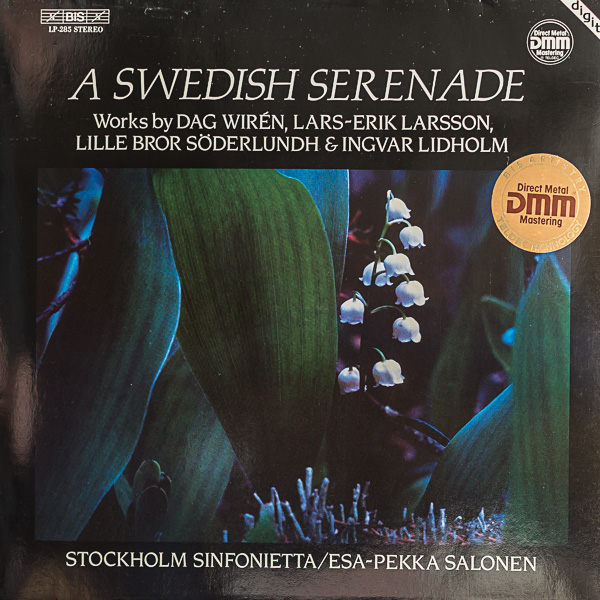 BIS
LP-285 STEREO
digit
Direct Metal
DMM
Mastering
A SWEDISH SERENADE
Works by DAG WIRÉN, LARS-ERIK LARSSON,
LILLE BROR SÖDERLUNDH & INGVAR LIDHOLM
Direct Metal
DMM
Mastering
STOCKHOLM SINFONIETTA/ESA-PEKKA SALONEN